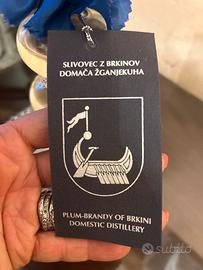 SLIVOVEC Z BRKINOV
DOMAČA ŽGANJEKUHA
PLUM-BRANDY OF BRKINI
DOMESTIC DISTILLERY
subito